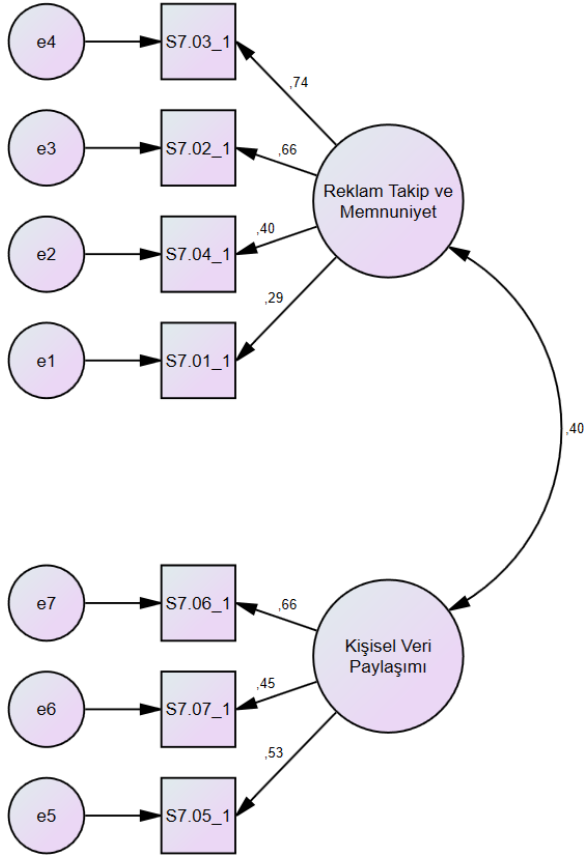 e4
S7.03_1
,74
e3
S7.02_1
,66
Reklam Takip ve
Memnuniyet
e2
S7.04_1
,40
e1
S7.01_1
,29
,40
e7
S7.06_1
,66
Kişisel Veri
Paylaşımı
e6
S7.07_1
,45
e5
S7.05_1
,53